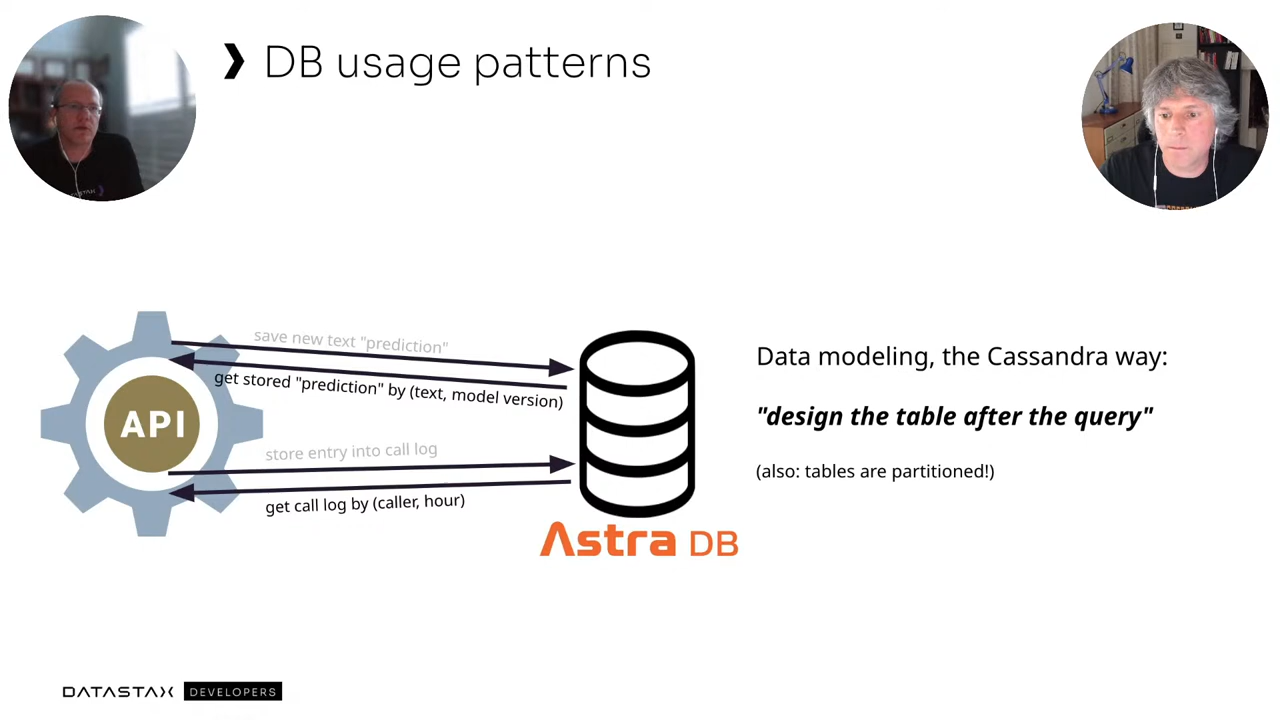 ❯ DB usage patterns
save new text "prediction"
get stored "prediction" by (text, model version)
API
store entry into call log
get call log by (caller, hour)
Astra DB
Data modeling, the Cassandra way:
"design the table after the query"
(also: tables are partitioned!)
DATASTAX DEVELOPERS